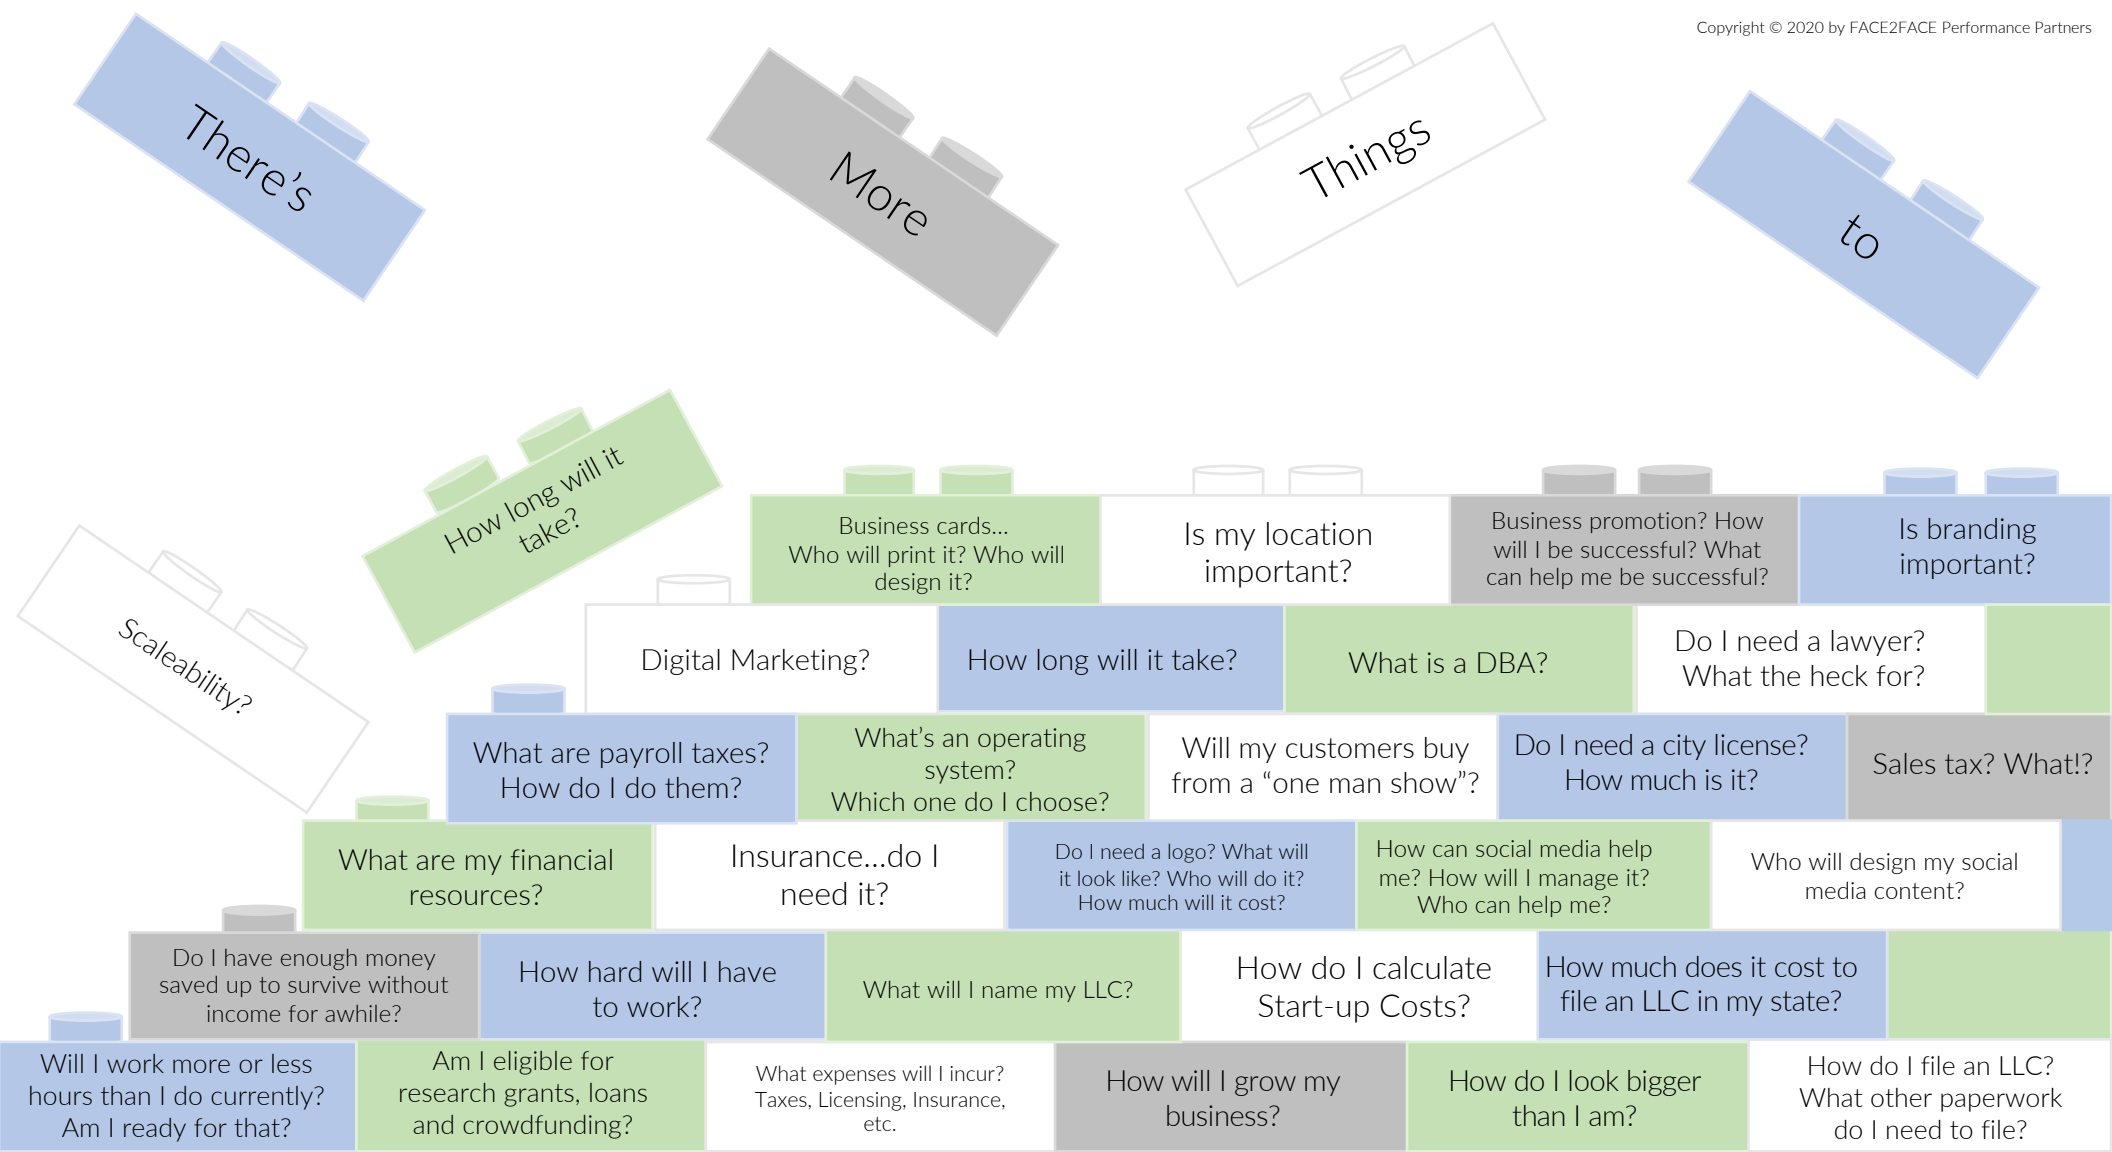 Copyright © 2020 by FACE2FACE Performance Partners
There’s
More
Things
to
How long will it
take?
Scaleability?
Business cards…
Who will print it? Who will
design it?
Is my location
important?
Business promotion? How
will I be successful? What
can help me be successful?
Is branding
important?
Digital Marketing?
How long will it take?
What is a DBA?
Do I need a lawyer?
What the heck for?
What are payroll taxes?
How do I do them?
What’s an operating
system?
Which one do I choose?
Will my customers buy
from a “one man show”?
Do I need a city license?
How much is it?
Sales tax? What!?
What are my financial
resources?
Insurance…do I
need it?
Do I need a logo? What will
it look like? Who will do it?
How much will it cost?
How can social media help
me? How will I manage it?
Who can help me?
Who will design my social
media content?
Do I have enough money
saved up to survive without
income for awhile?
How hard will I have
to work?
What will I name my LLC?
How do I calculate
Start-up Costs?
How much does it cost to
file an LLC in my state?
Will I work more or less
hours than I do currently?
Am I ready for that?
Am I eligible for
research grants, loans
and crowdfunding?
What expenses will I incur?
Taxes, Licensing, Insurance,
etc.
How will I grow my
business?
How do I look bigger
than I am?
How do I file an LLC?
What other paperwork
do I need to file?